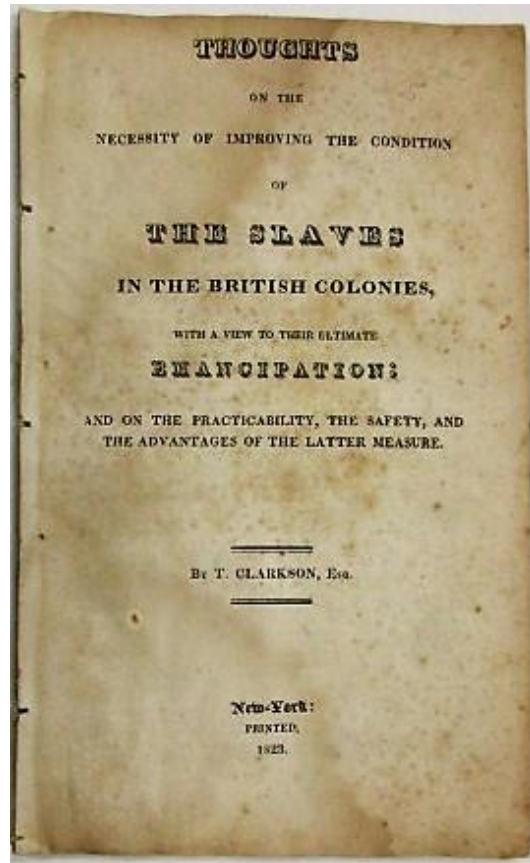 THOUGHTS
ON THE
NECESSITY OF IMPROVING THE CONDITION
OF
THE SLAVES
IN THE BRITISH COLONIES,
WITH A VIEW TO THEIR ULTIMATE
EMANCIPATION;
AND ON THE PRACTICABILITY, THE SAFETY, AND
THE ADVANTAGES OF THE LATTER MEASURE.
By T. CLARKSON, Esq.
New-York:
PRINTED,
1823.